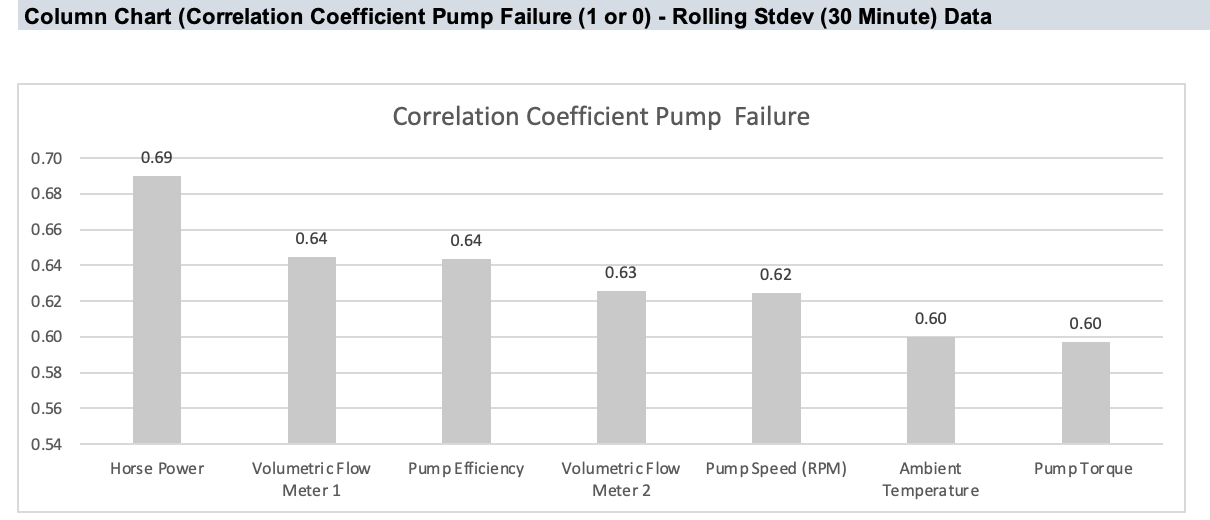 Column Chart (Correlation Coefficient Pump Failure (1 or 0) - Rolling Stdev (30 Minute) Data
Correlation Coefficient Pump Failure
0.70
0.68
0.66
0.64
0.62
0.60
0.58
0.56
0.54
0.69
0.64
0.64
0.63
0.62
0.60
0.60
Horse Power
Volumetric Flow
Meter 1
Pump Efficiency
Volumetric Flow
Meter 2
Pump Speed (RPM)
Ambient
Temperature
Pump Torque